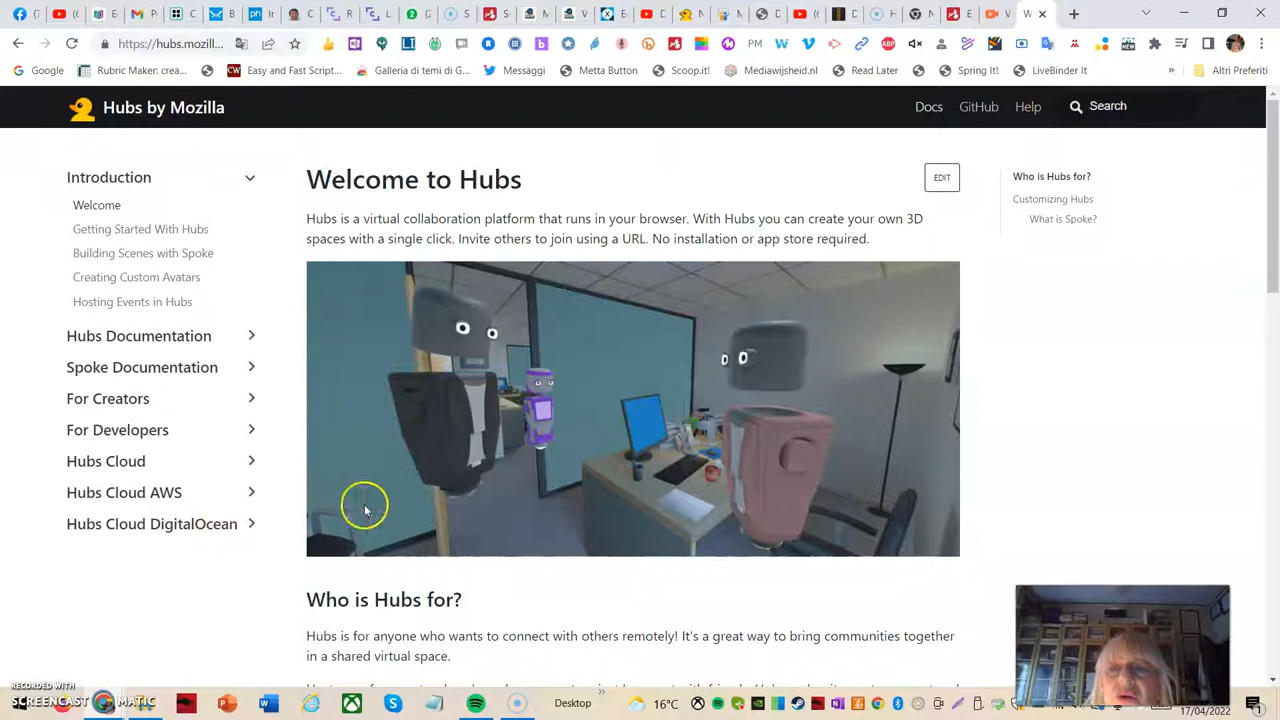 https://hubs.mozill...
Google
Rubric Maker: crea...
CW
Easy and Fast Script...
Galleria di temi di G...
Messaggi
Metta Button
Scoop.it!
Mediawijsheid.nl
Read Later
Spring It!
LiveBinder It
»
Altri Preferiti
Hubs by Mozilla
Docs
GitHub
Help
Search
Introduction
Welcome
Getting Started With Hubs
Building Scenes with Spoke
Creating Custom Avatars
Hosting Events in Hubs
Hubs Documentation
Spoke Documentation
For Creators
For Developers
Hubs Cloud
Hubs Cloud AWS
Hubs Cloud DigitalOcean
Welcome to Hubs
EDIT
Hubs is a virtual collaboration platform that runs in your browser. With Hubs you can create your own 3D
spaces with a single click. Invite others to join using a URL. No installation or app store required.
Who is Hubs for?
Hubs is for anyone who wants to connect with others remotely! It's a great way to bring communities together
in a shared virtual space.
Who is Hubs for?
Customizing Hubs
What is Spoke?
RECORDED WITH
SCREENCAST MATIC
Desktop
16°C
17/04/2022